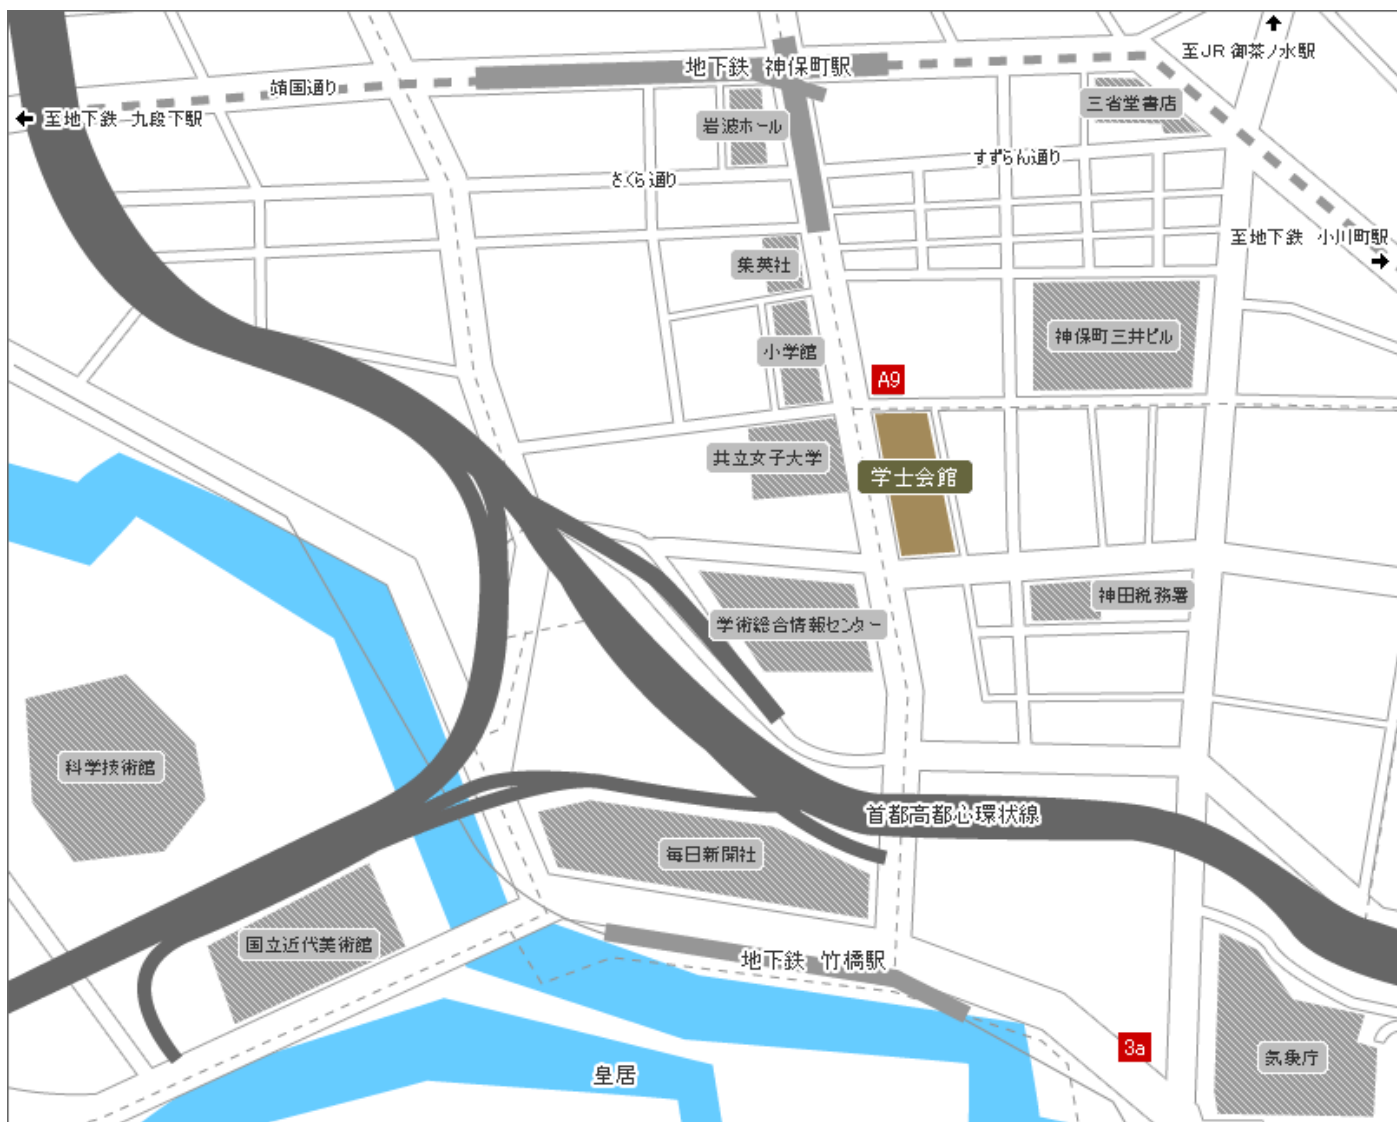 至JR 御茶ノ水駅
地下鉄 神保町駅
靖国通り
三省堂書店
至地下鉄 九段下駅
岩波ホール
すずらん通り
さくら通り
至地下鉄 小川町駅
集英社
神保町三井ビル
小学館
A9
共立女子大学
学士会館
神田税務署
学術総合情報センター
科学技術館
首都高都心環状線
毎日新聞社
国立近代美術館
地下鉄 竹橋駅
3a
気象庁
皇居